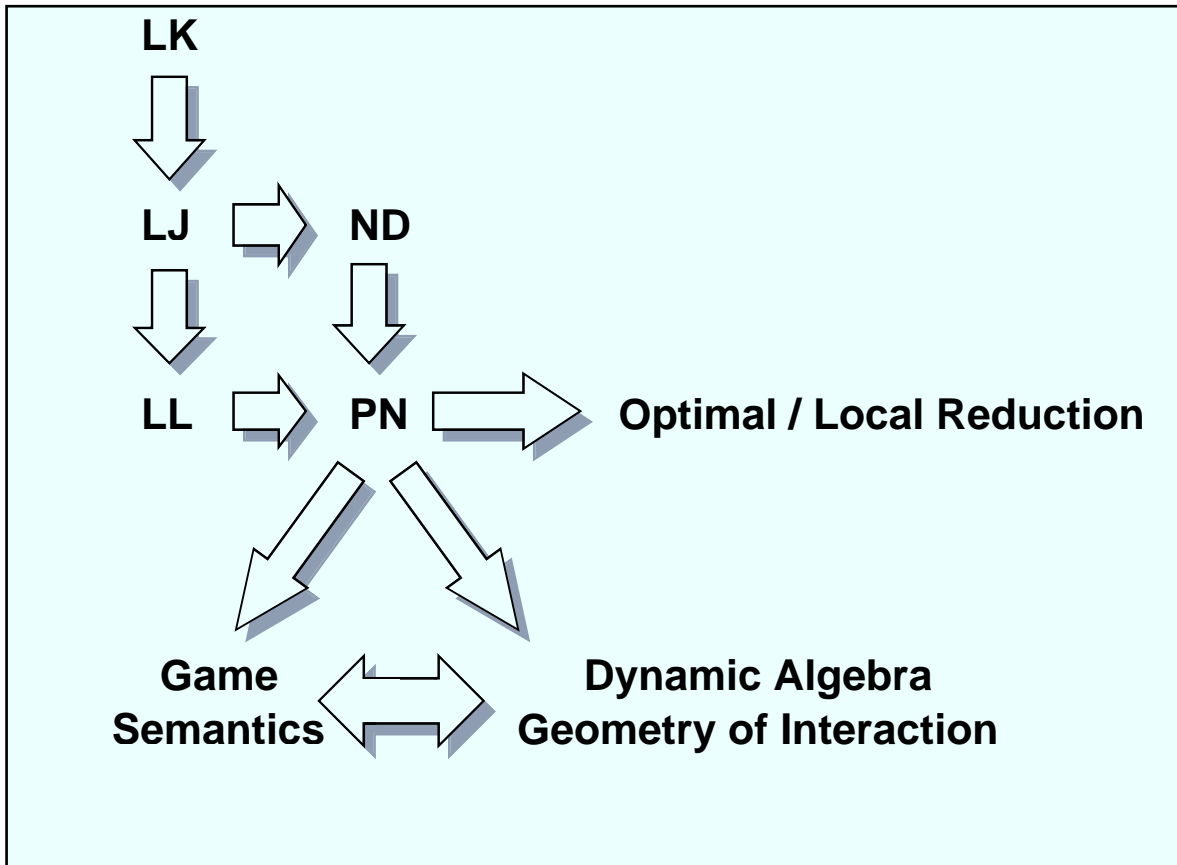 LK
LJ ND
LL PN Optimal / Local Reduction
Game
Semantics
Dynamic Algebra
Geometry of Interaction